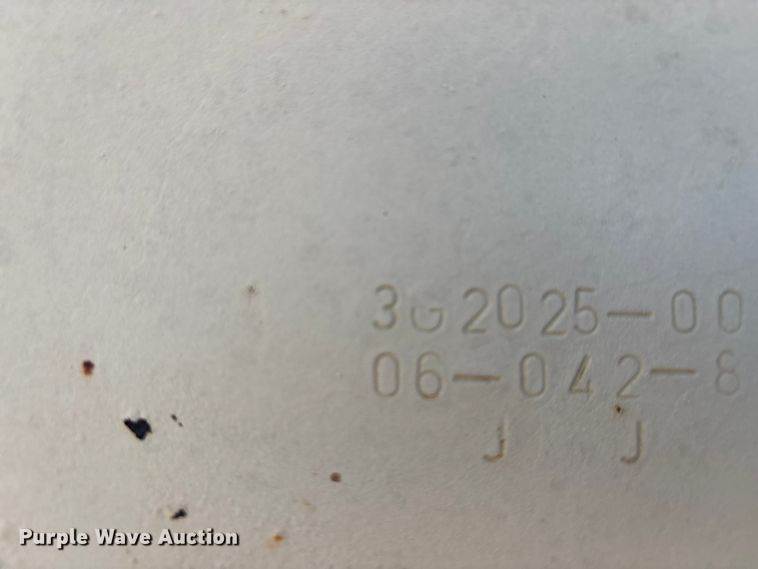 3G2025-00
06-042-8
J J
Purple Wave Auction